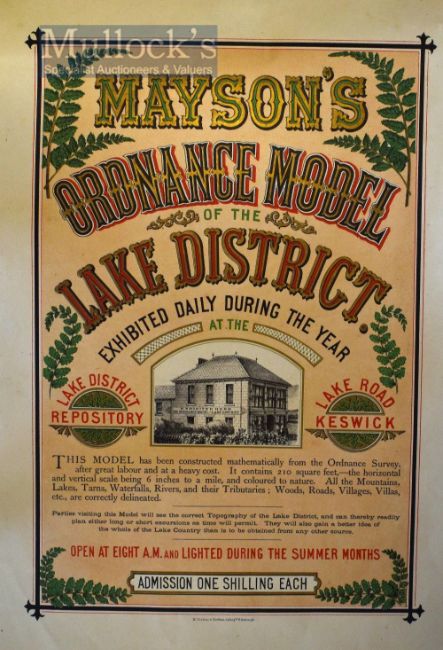 Mullock's
Specialist Auctioneers & Valuers
MAYSON'S
ORDNANCE MODEL
OF THE
LAKE DISTRICT.
EXHIBITED DAILY DURING THE YEAR
AT THE
LAKE DISTRICT
REPOSITORY
LAKE ROAD
KESWICK
THIS MODEL has been constructed mathematically from the Ordnance Survey,
after great labour and at a heavy cost. It contains 210 square feet,—the horizontal
and vertical scale being 6 inches to a mile, and coloured to nature. All the Mountains,
Lakes, Tarns, Waterfalls, Rivers, and their Tributaries; Woods, Roads, Villages, Villas,
etc., are correctly delineated.
Parties visiting this Model will see the correct Topography of the Lake District, and can thereby readily
plan either long or short excursions as time will permit. They will also gain a better idea of
the whole of the Lake Country than is to be obtained from any other source.
OPEN AT EIGHT A.M. AND LIGHTED DURING THE SUMMER MONTHS
ADMISSION ONE SHILLING EACH